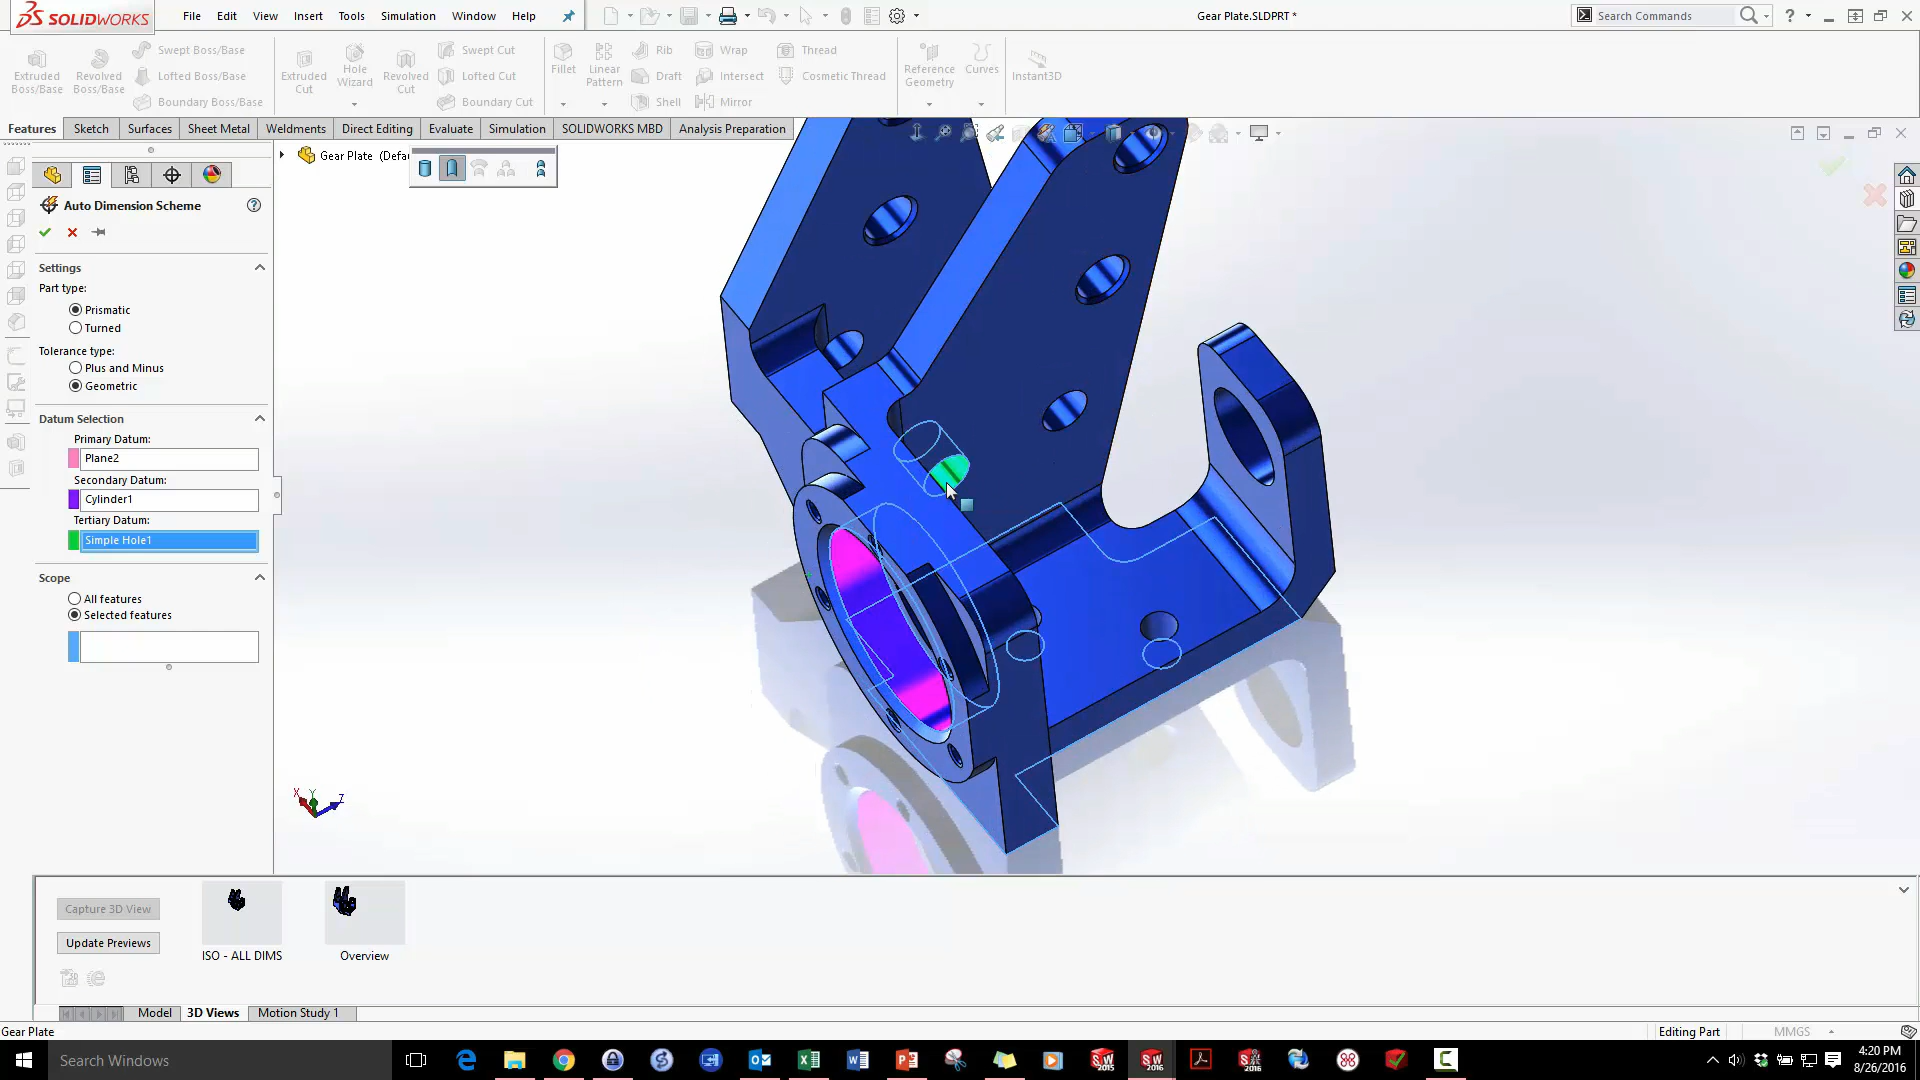 SOLIDWORKS
File Edit View Insert Tools Simulation Window Help
Gear Plate.SLDPRT *
Search Commands
Extruded Boss/Base
Revolved Boss/Base
Swept Boss/Base
Lofted Boss/Base
Boundary Boss/Base
Extruded Cut
Hole Wizard
Revolved Cut
Swept Cut
Lofted Cut
Boundary Cut
Fillet
Linear Pattern
Rib
Draft
Shell
Wrap
Intersect
Mirror
Thread
Cosmetic Thread
Reference Geometry
Curves
Instant3D
Features Sketch Surfaces Sheet Metal Weldments Direct Editing Evaluate Simulation SOLIDWORKS MBD Analysis Preparation
Gear Plate (Defau
Auto Dimension Scheme
Settings
Part type:
Prismatic
Turned
Tolerance type:
Plus and Minus
Geometric
Datum Selection
Primary Datum:
Plane2
Secondary Datum:
Cylinder1
Tertiary Datum:
Simple Hole1
Scope
All features
Selected features
X Y Z
Capture 3D View
Update Previews
ISO - ALL DIMS
Overview
Model 3D Views Motion Study 1
Gear Plate
Editing Part
MMGS
Search Windows
4:20 PM
8/26/2016